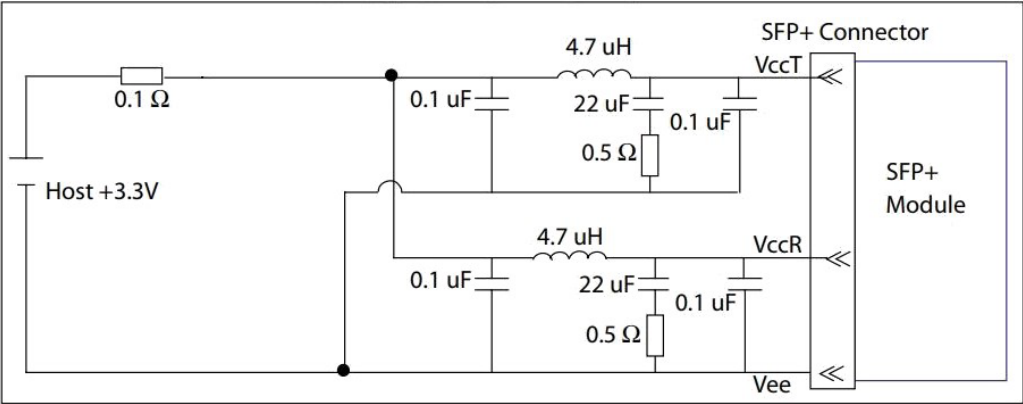 SFP+ Connector
4.7 uH
VccT
0.1 Ω
0.1 uF
22 uF
0.1 uF
0.5 Ω
Host +3.3V
SFP+
Module
4.7 uH
VccR
0.1 uF
22 uF
0.1 uF
0.5 Ω
Vee